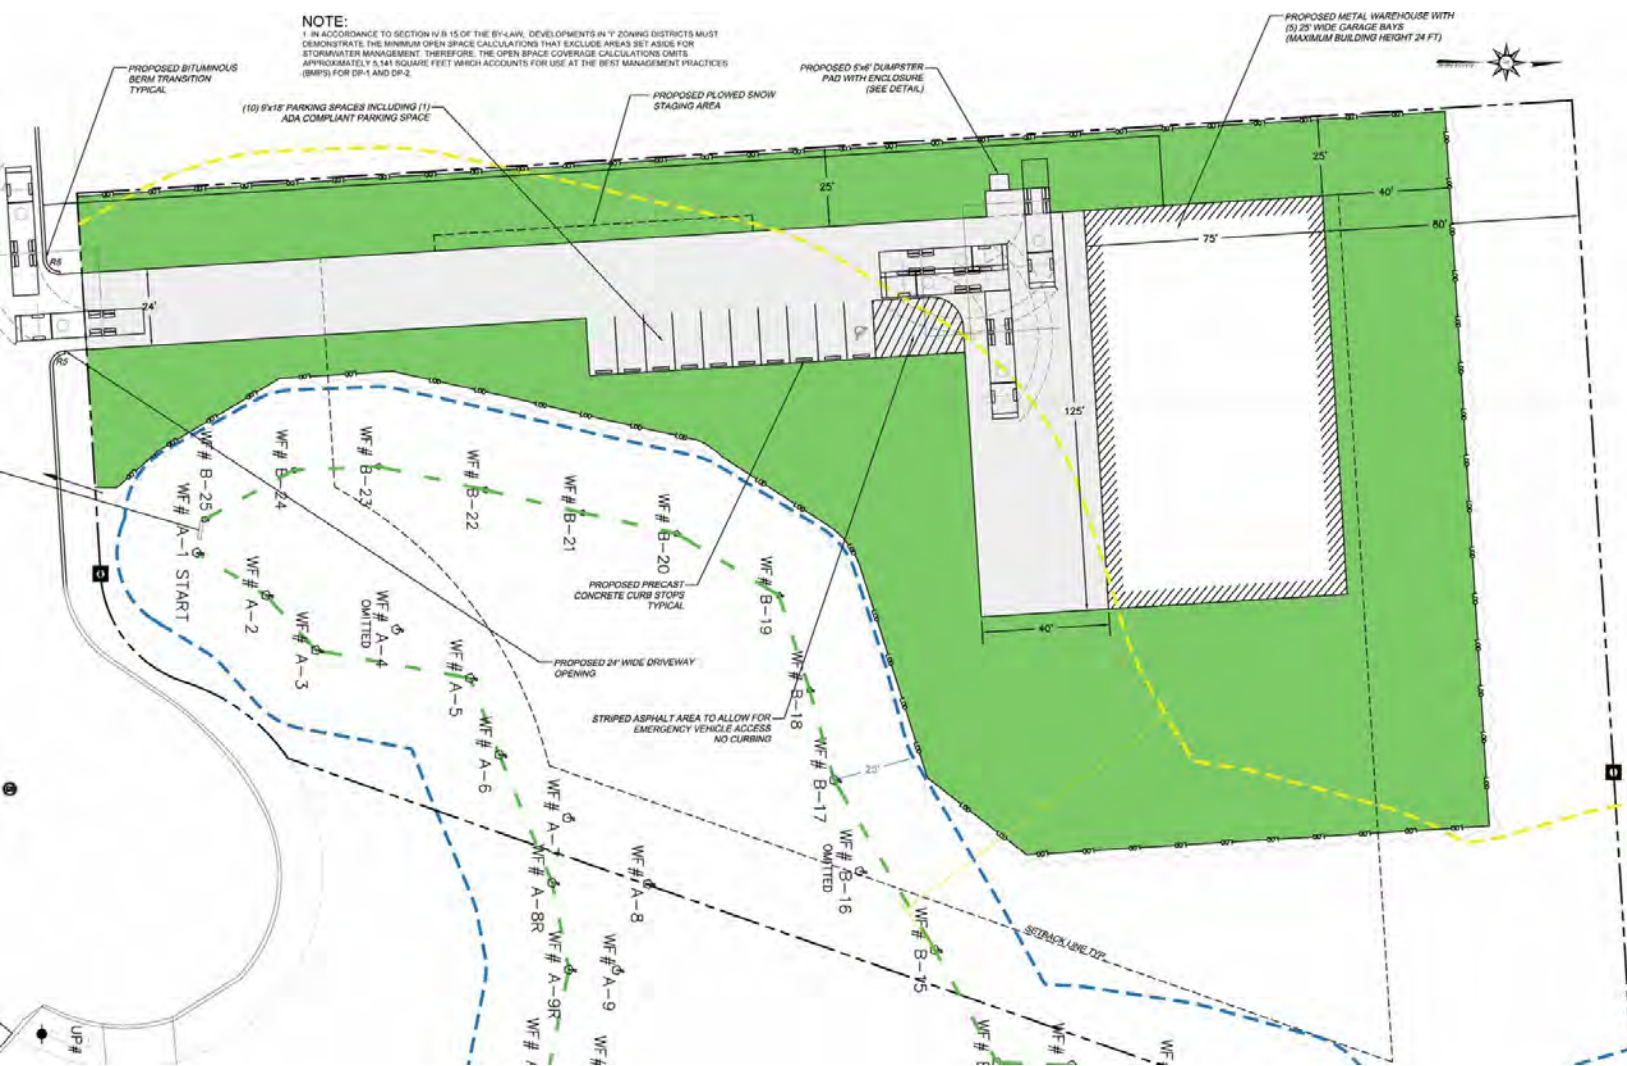 NOTE:
1. IN ACCORDANCE TO SECTION IV.B.15 OF THE BY-LAW, DEVELOPMENTS IN "I" ZONING DISTRICTS MUST
DEMONSTRATE THE MINIMUM OPEN SPACE CALCULATIONS THAT EXCLUDE AREAS SET ASIDE FOR
STORMWATER MANAGEMENT. THEREFORE, THE OPEN SPACE COVERAGE CALCULATIONS OMITS
APPROXIMATELY 5,141 SQUARE FEET WHICH ACCOUNTS FOR USE AT THE BEST MANAGEMENT PRACTICES
(BMPS) FOR DP-1 AND DP-2.
PROPOSED METAL WAREHOUSE WITH
(5) 25' WIDE GARAGE BAYS
(MAXIMUM BUILDING HEIGHT 24 FT)
PROPOSED BITUMINOUS
BERM TRANSITION
TYPICAL
PROPOSED 5'x6' DUMPSTER
PAD WITH ENCLOSURE
(SEE DETAIL)
(10) 9'x18' PARKING SPACES INCLUDING (1)
ADA COMPLIANT PARKING SPACE
PROPOSED PLOWED SNOW
STAGING AREA
25'
25'
40'
75'
R5
24'
R5
125'
40'
WF# B-25
WF# B-24
WF# B-23
WF# B-22
WF# B-21
WF# B-20
WF# B-19
WF# B-18
WF# B-17
WF# B-16
OMITTED
WF# B-15
WF# A-1 START
WF# A-2
WF# A-3
WF# A-4
OMITTED
WF# A-5
WF# A-6
WF# A-7
WF# A-8R
WF# A-8
WF# A-9R
WF# A-9
PROPOSED PRECAST
CONCRETE CURB STOPS
TYPICAL
PROPOSED 24' WIDE DRIVEWAY
OPENING
STRIPED ASPHALT AREA TO ALLOW FOR
EMERGENCY VEHICLE ACCESS
NO CURBING
25'
SETBACK LINE TYP.
UP#
WF#
WF#
WF#
WF#